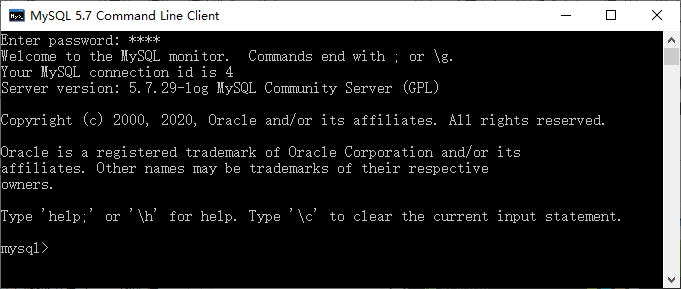 MySQL 5.7 Command Line Client
Enter password: ****
Welcome to the MySQL monitor.  Commands end with ; or \g.
Your MySQL connection id is 4
Server version: 5.7.29-log MySQL Community Server (GPL)
Copyright (c) 2000, 2020, Oracle and/or its affiliates. All rights reserved.
Oracle is a registered trademark of Oracle Corporation and/or its
affiliates. Other names may be trademarks of their respective
owners.
Type 'help;' or '\h' for help. Type '\c' to clear the current input statement.
mysql>